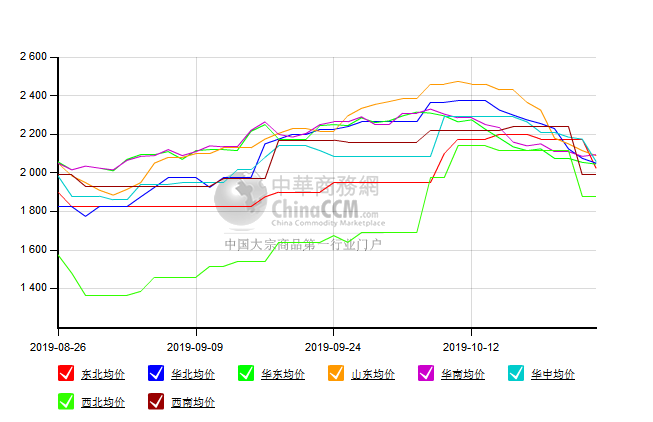 2 600
2 400
2 200
2 000
1 800
1 600
1 400
中華商務網
ChinaCCM.com
China Commodity Marketplace
中国大宗商品第一行业门户
2019-08-26 2019-09-09 2019-09-24 2019-10-12
东北均价 华北均价 华东均价 山东均价 华南均价 华中均价
西北均价 西南均价